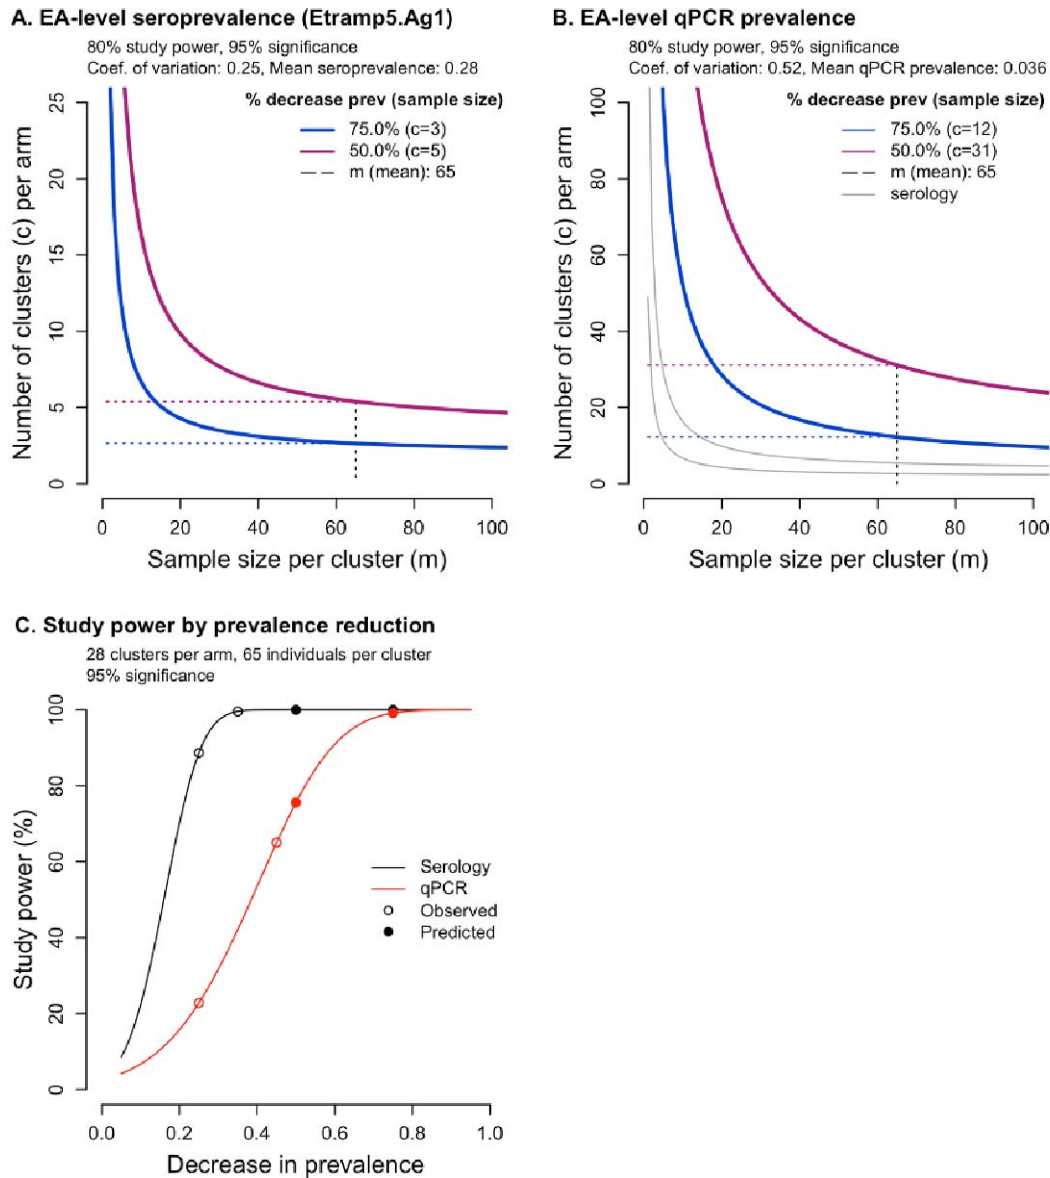 A. EA-level seroprevalence (Etramp5.Ag1)
80% study power, 95% significance
Coef. of variation: 0.25, Mean seroprevalence: 0.28
% decrease prev (sample size)
75.0% (c=3)
50.0% (c=5)
m (mean): 65
Number of clusters (c) per arm
25
20
15
10
5
0
0 20 40 60 80 100
Sample size per cluster (m)
B. EA-level qPCR prevalence
80% study power, 95% significance
Coef. of variation: 0.52, Mean qPCR prevalence: 0.036
% decrease prev (sample size)
75.0% (c=12)
50.0% (c=31)
m (mean): 65
serology
Number of clusters (c) per arm
100
80
60
40
20
0
0 20 40 60 80 100
Sample size per cluster (m)
C. Study power by prevalence reduction
28 clusters per arm, 65 individuals per cluster
95% significance
Study power (%)
100
80
60
40
20
0
Serology
qPCR
Observed
Predicted
0.0 0.2 0.4 0.6 0.8 1.0
Decrease in prevalence